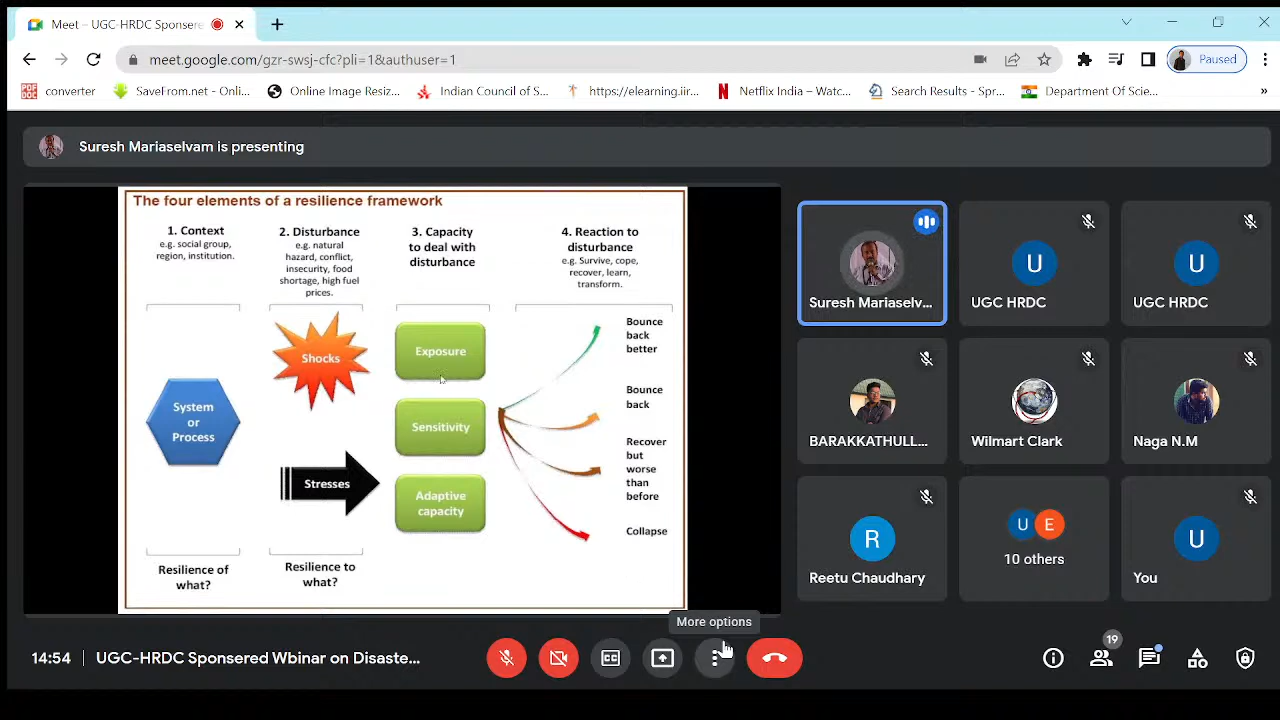 Meet – UGC-HRDC Sponsere
meet.google.com/gzr-swsj-cfc?pli=1&authuser=1
Paused
PDF DOC
converter
SaveFrom.net - Onli...
Online Image Resiz...
Indian Council of S...
https://elearning.iir...
N
Netflix India – Watc...
Search Results - Spr...
Department Of Scie...
»
Suresh Mariaselvam is presenting
The four elements of a resilience framework
1. Context
e.g. social group,
region, institution.
2. Disturbance
e.g. natural
hazard, conflict,
insecurity, food
shortage, high fuel
prices.
3. Capacity
to deal with
disturbance
4. Reaction to
disturbance
e.g. Survive, cope,
recover, learn,
transform.
System
or
Process
Shocks
Stresses
Exposure
Sensitivity
Adaptive
capacity
Bounce
back
better
Bounce
back
Recover
but
worse
than
before
Collapse
Resilience of
what?
Resilience to
what?
Suresh Mariaselv...
U
UGC HRDC
U
UGC HRDC
BARAKKATHULL...
Wilmart Clark
Naga N.M
R
Reetu Chaudhary
U E
10 others
U
You
More options
14:54 | UGC-HRDC Sponsered Wbinar on Disaste...
CC
19